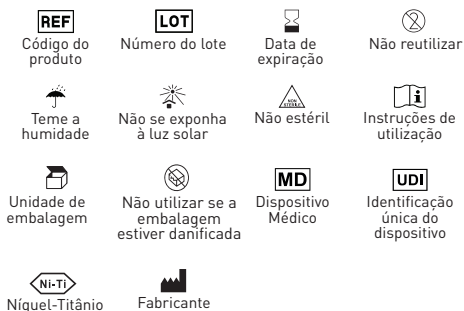 REF
LOT
Código do
produto
Número do lote
Data de
expiração
Não reutilizar
NON
STERILE
i
Teme a
humidade
Não se exponha
à luz solar
Não estéril
Instruções de
utilização
MD
UDI
Unidade de
embalagem
Não utilizar se a
embalagem
estiver danificada
Dispositivo
Médico
Identificação
única do
dispositivo
Ni-Ti
Níquel-Titânio
Fabricante